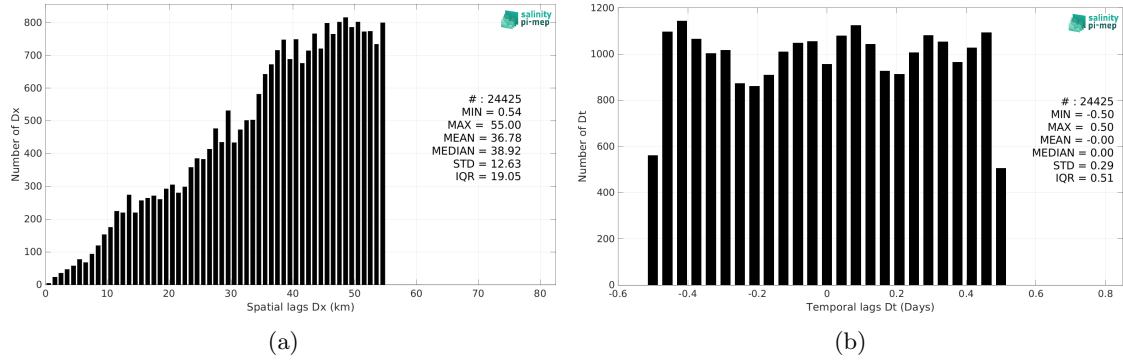 800
700
600
500
400
300
200
100
0
0
10
20
30
40
50
60
70
80
Number of Dx
Spatial lags Dx (km)
salinity
pi-mep
# : 24425
MIN = 0.54
MAX = 55.00
MEAN = 36.78
MEDIAN = 38.92
STD = 12.63
IQR = 19.05
(a)
1200
1000
800
600
400
200
0
-0.6
-0.4
-0.2
0
0.2
0.4
0.6
0.8
Number of Dt
Temporal lags Dt (Days)
salinity
pi-mep
# : 24425
MIN = -0.50
MAX = 0.50
MEAN = -0.00
MEDIAN = 0.00
STD = 0.29
IQR = 0.51
(b)